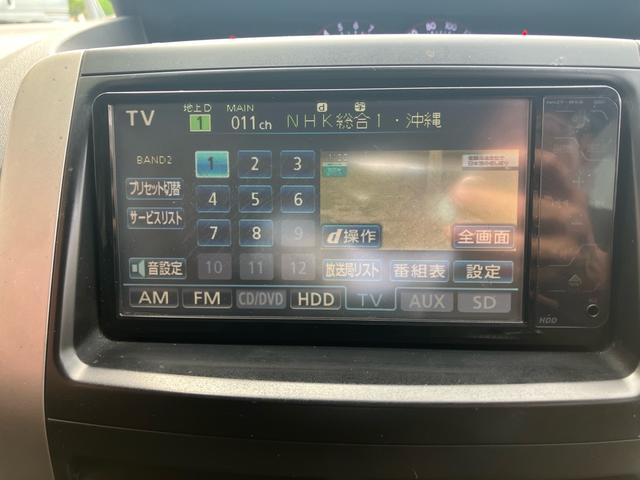 TV 地上D 1 MAIN 011ch NHK総合1・沖縄
BAND2
1 2 3
プリセット切替
4 5 6
サービスリスト
7 8 9
d操作 全画面
音設定 10 11 12 放送局リスト 番組表 設定
AM FM CD/DVD HDD TV AUX SD
HDD